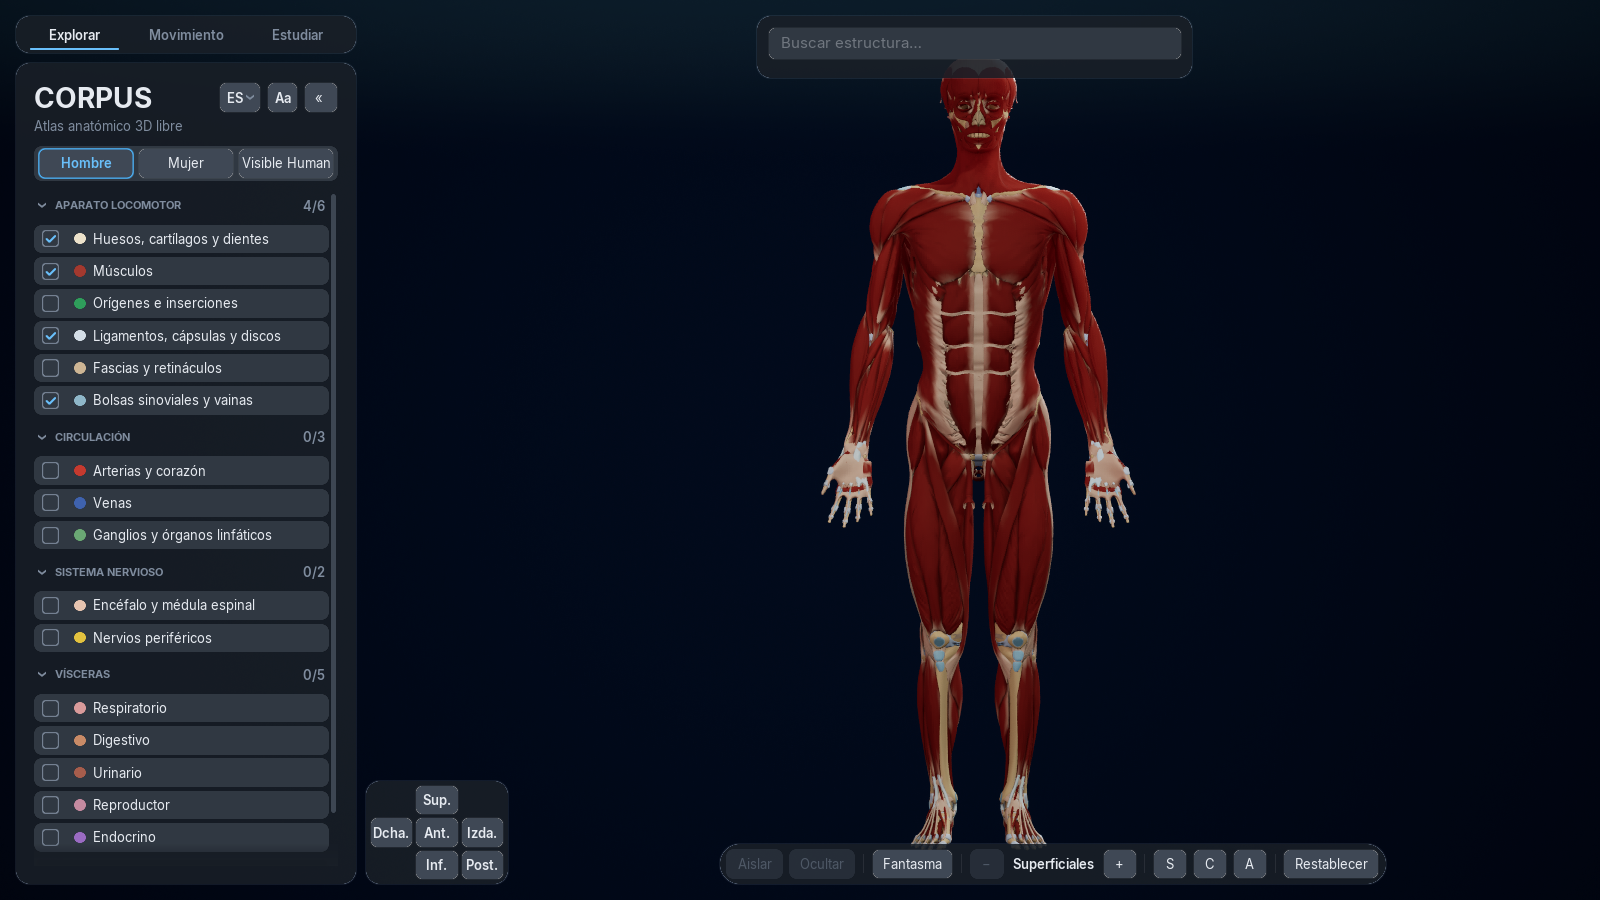 Explorar Movimiento Estudiar
Buscar estructura...
CORPUS ES Aa «
Atlas anatómico 3D libre
Hombre Mujer Visible Human
APARATO LOCOMOTOR 4/6
Huesos, cartílagos y dientes
Músculos
Orígenes e inserciones
Ligamentos, cápsulas y discos
Fascias y retináculos
Bolsas sinoviales y vainas
CIRCULACIÓN 0/3
Arterias y corazón
Venas
Ganglios y órganos linfáticos
SISTEMA NERVIOSO 0/2
Encéfalo y médula espinal
Nervios periféricos
VÍSCERAS 0/5
Respiratorio
Digestivo
Urinario
Reproductor
Endocrino
Sup.
Dcha. Ant. Izda.
Inf. Post.
Aislar Ocultar Fantasma − Superficiales + S C A Restablecer